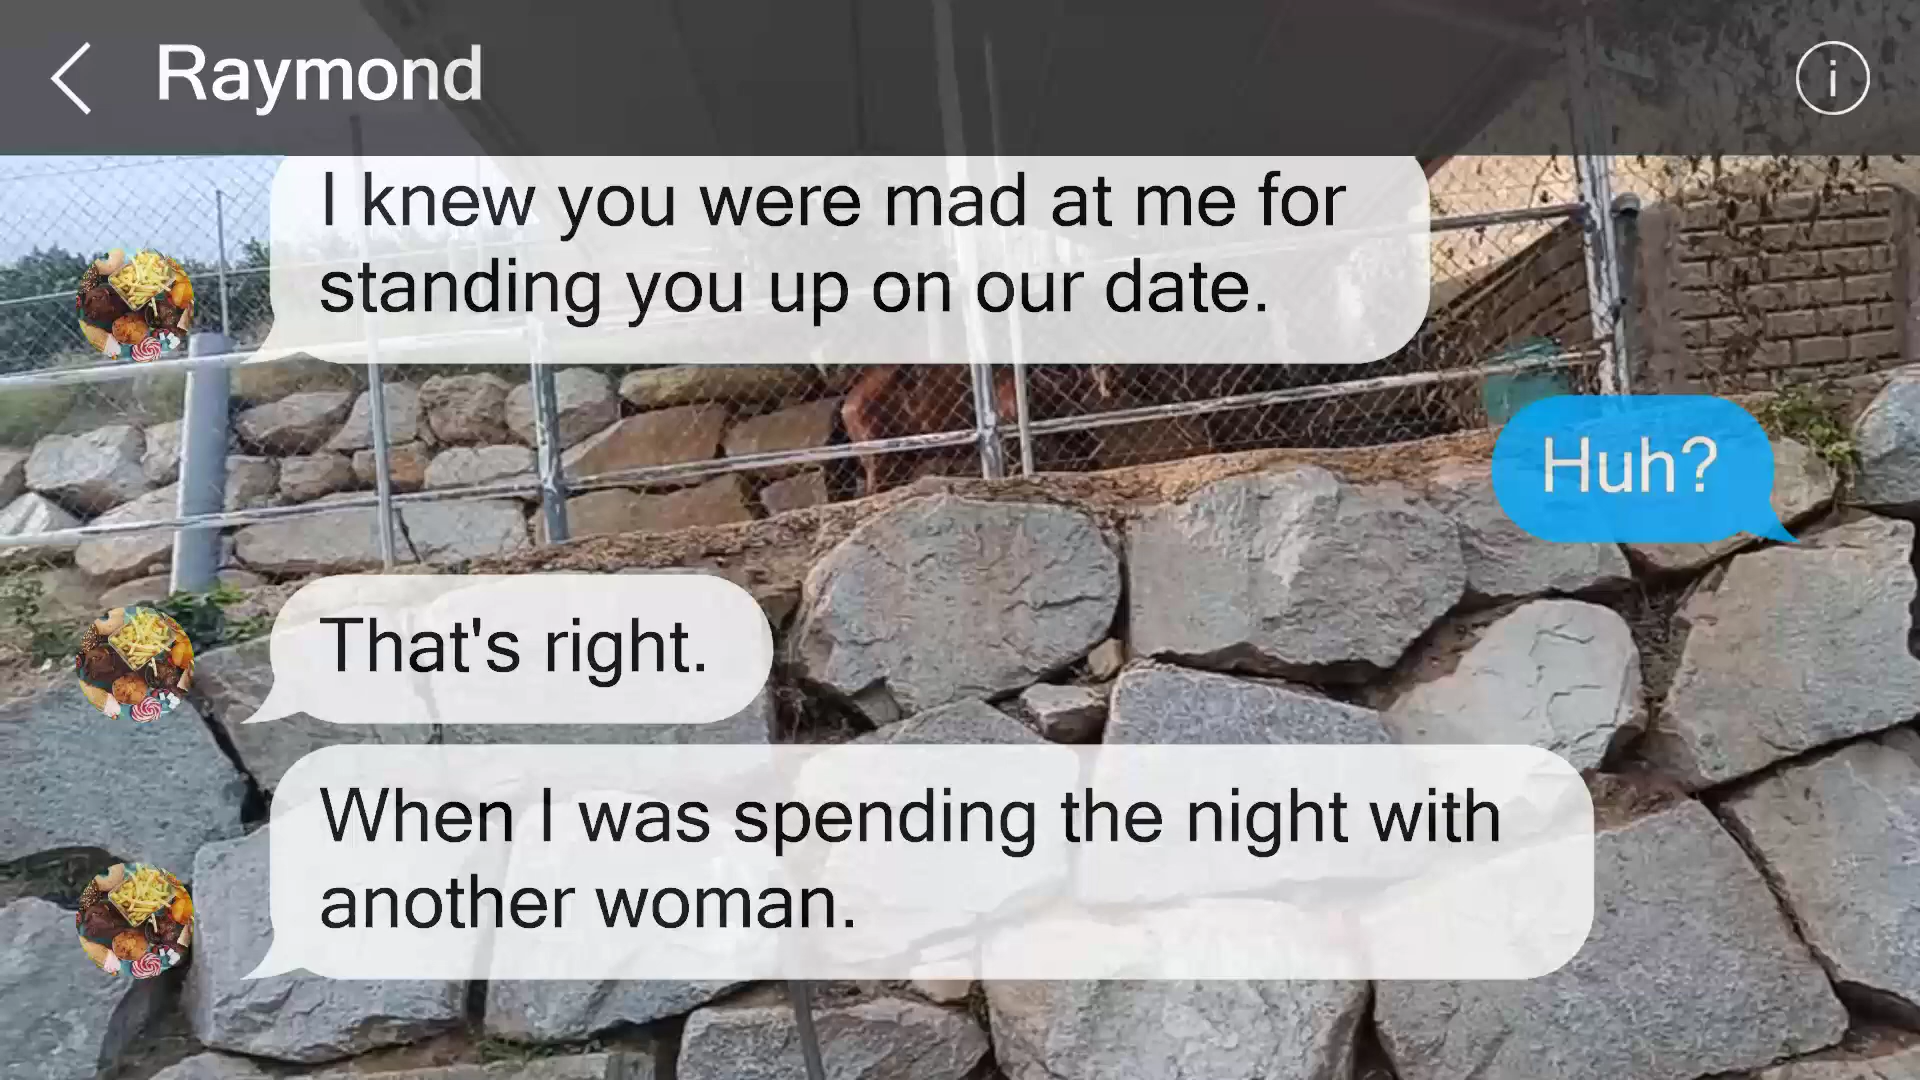 Raymond
I knew you were mad at me for
standing you up on our date.
Huh?
That's right.
When I was spending the night with
another woman.